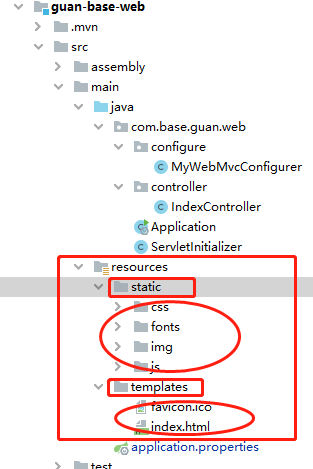 guan-base-web
.mvn
src
assembly
main
java
com.base.guan.web
configure
MyWebMvcConfigurer
controller
IndexController
Application
ServletInitializer
resources
static
css
fonts
img
js
templates
favicon.ico
index.html
application.properties
test